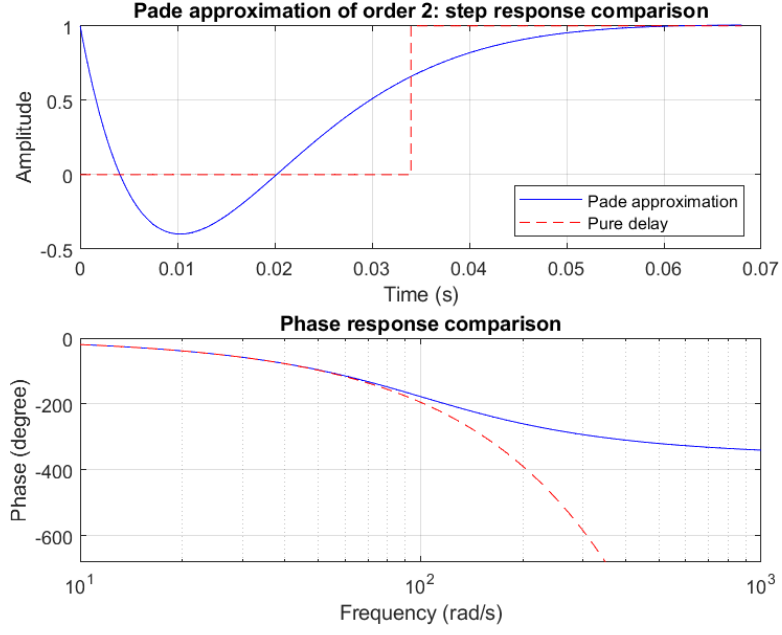 Pade approximation of order 2: step response comparison
1
0.5
0
-0.5
Amplitude
Pade approximation
Pure delay
0
0.01
0.02
0.03
0.04
0.05
0.06
0.07
Time (s)
Phase response comparison
0
-200
-400
-600
Phase (degree)
10^1
10^2
10^3
Frequency (rad/s)